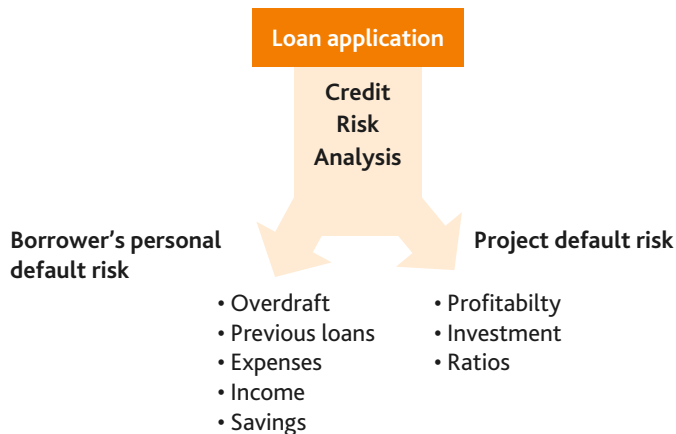 Loan application
Credit
Risk
Analysis
Borrower's personal
default risk
• Overdraft
• Previous loans
• Expenses
• Income
• Savings
Project default risk
• Profitabilty
• Investment
• Ratios